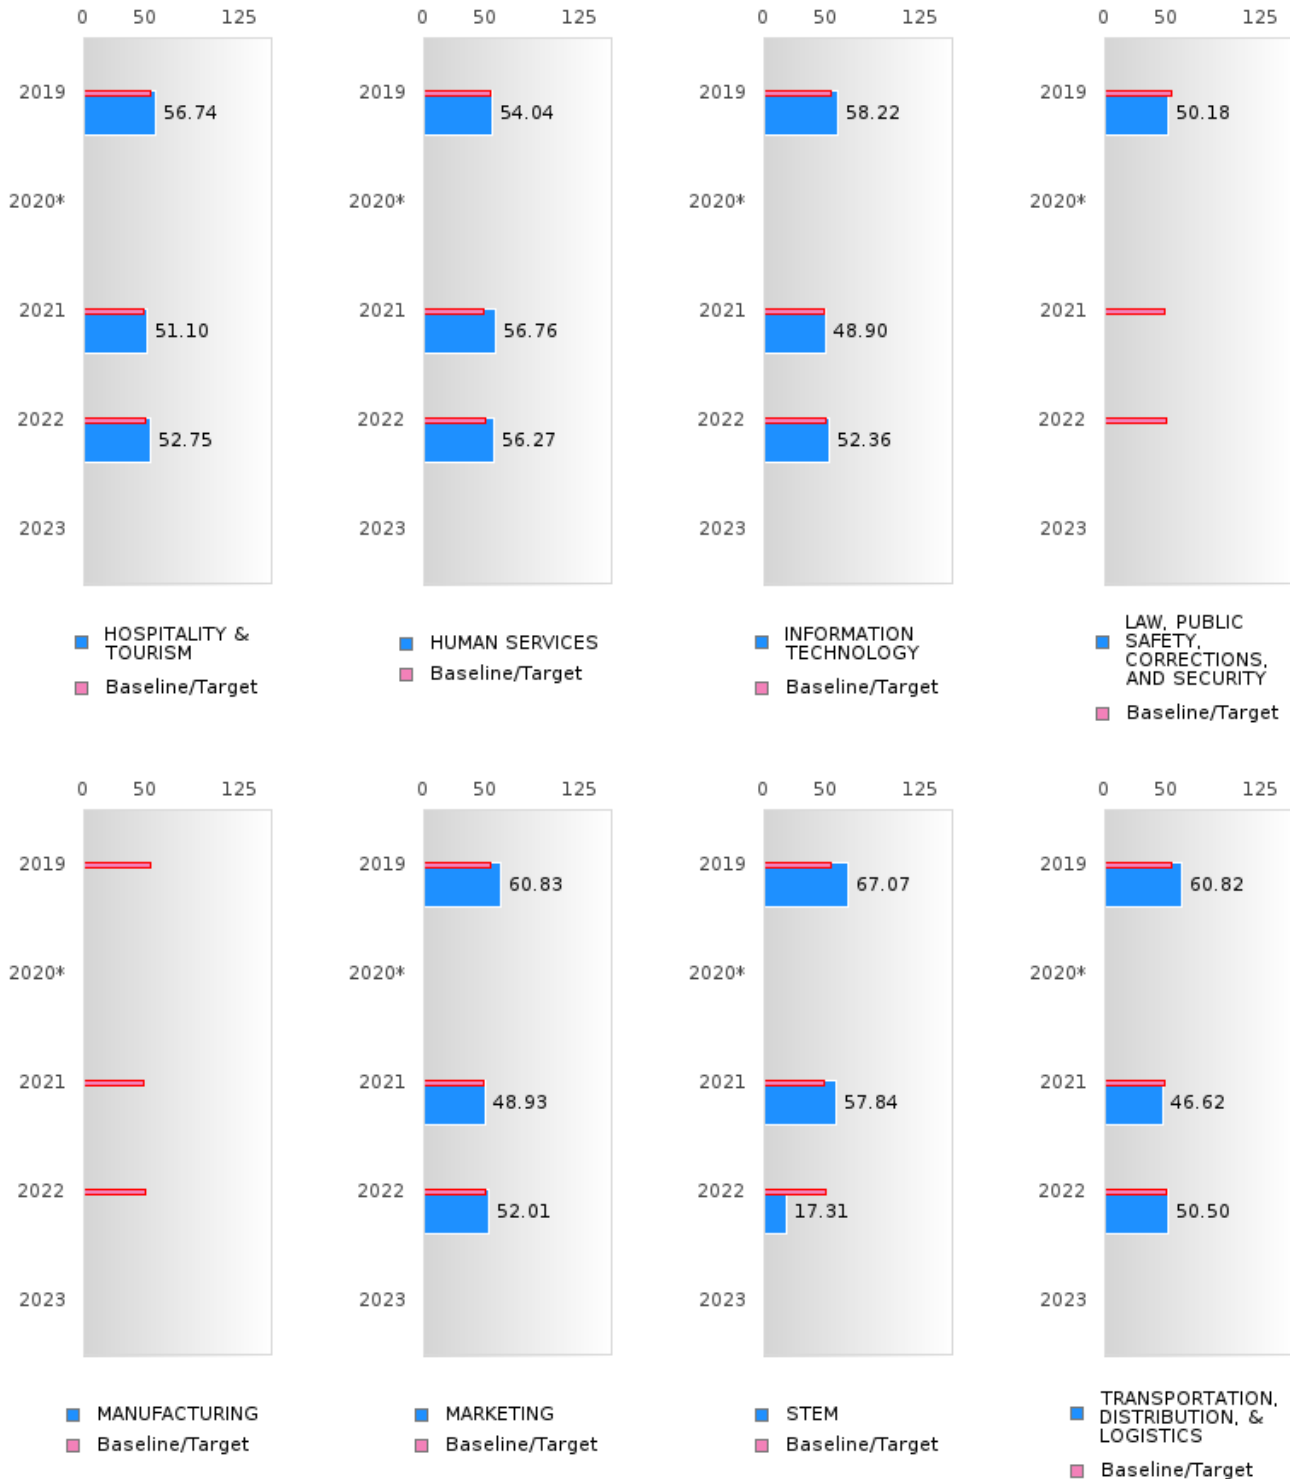 0 50 125
0 50 125
0 50 125
0 50 125
2019 56.74
2019 54.04
2019 58.22
2019 50.18
2020*
2020*
2020*
2020*
2021 51.10
2021 56.76
2021 48.90
2021
2022 52.75
2022 56.27
2022 52.36
2022
2023
2023
2023
2023
HOSPITALITY &
TOURISM
Baseline/Target
HUMAN SERVICES
Baseline/Target
INFORMATION
TECHNOLOGY
Baseline/Target
LAW, PUBLIC
SAFETY,
CORRECTIONS,
AND SECURITY
Baseline/Target
0 50 125
0 50 125
0 50 125
0 50 125
2019
2019 60.83
2019 67.07
2019 60.82
2020*
2020*
2020*
2020*
2021
2021 48.93
2021 57.84
2021 46.62
2022
2022 52.01
2022 17.31
2022 50.50
2023
2023
2023
2023
MANUFACTURING
Baseline/Target
MARKETING
Baseline/Target
STEM
Baseline/Target
TRANSPORTATION,
DISTRIBUTION, &
LOGISTICS
Baseline/Target